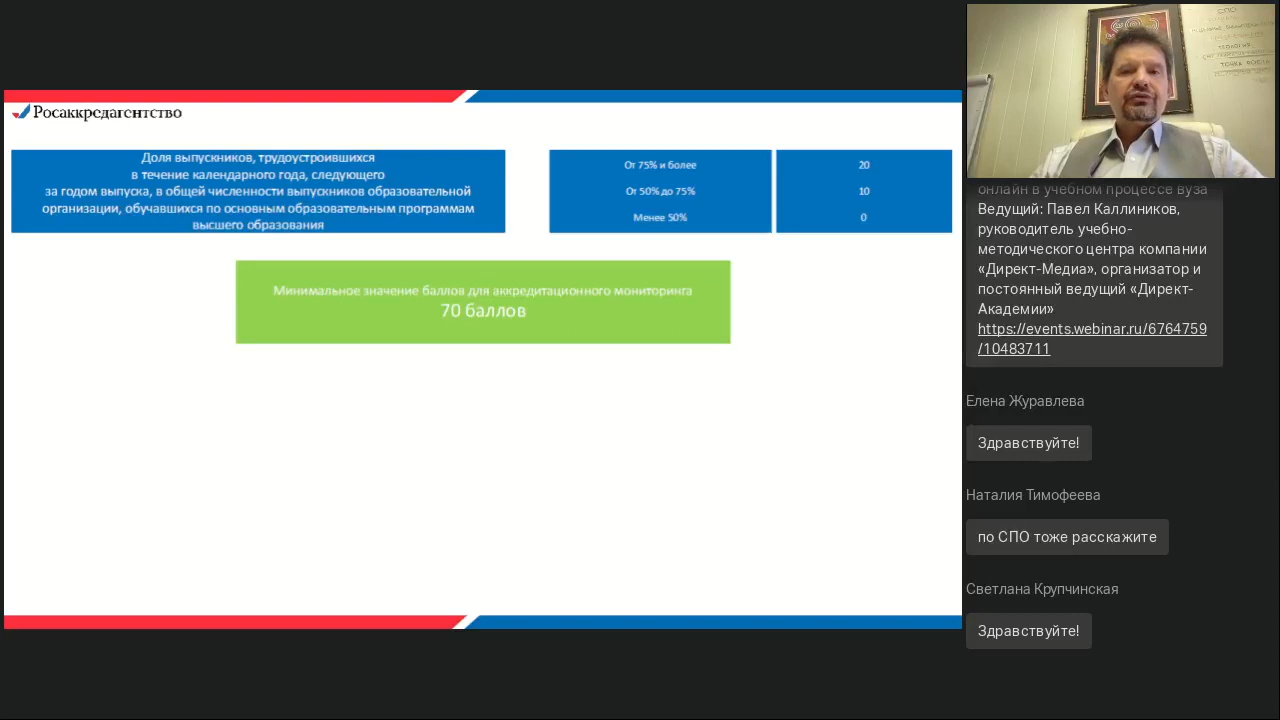 Росаккредагентство
Доля выпускников, трудоустроившихся
в течение календарного года, следующего
за годом выпуска, в общей численности выпускников образовательной
организации, обучавшихся по основным образовательным программам
высшего образования
От 75% и более
20
От 50% до 75%
10
Менее 50%
0
Минимальное значение баллов для аккредитационного мониторинга
70 баллов
СПО
ТЕОЛОГИЯ
онлайн в учебном процессе вуза
Ведущий: Павел Каллиников,
руководитель учебно-
методического центра компании
«Директ-Медиа», организатор и
постоянный ведущий «Директ-
Академии»
https://events.webinar.ru/6764759
/10483711
Елена Журавлева
Здравствуйте!
Наталия Тимофеева
по СПО тоже расскажите
Светлана Крупчинская
Здравствуйте!